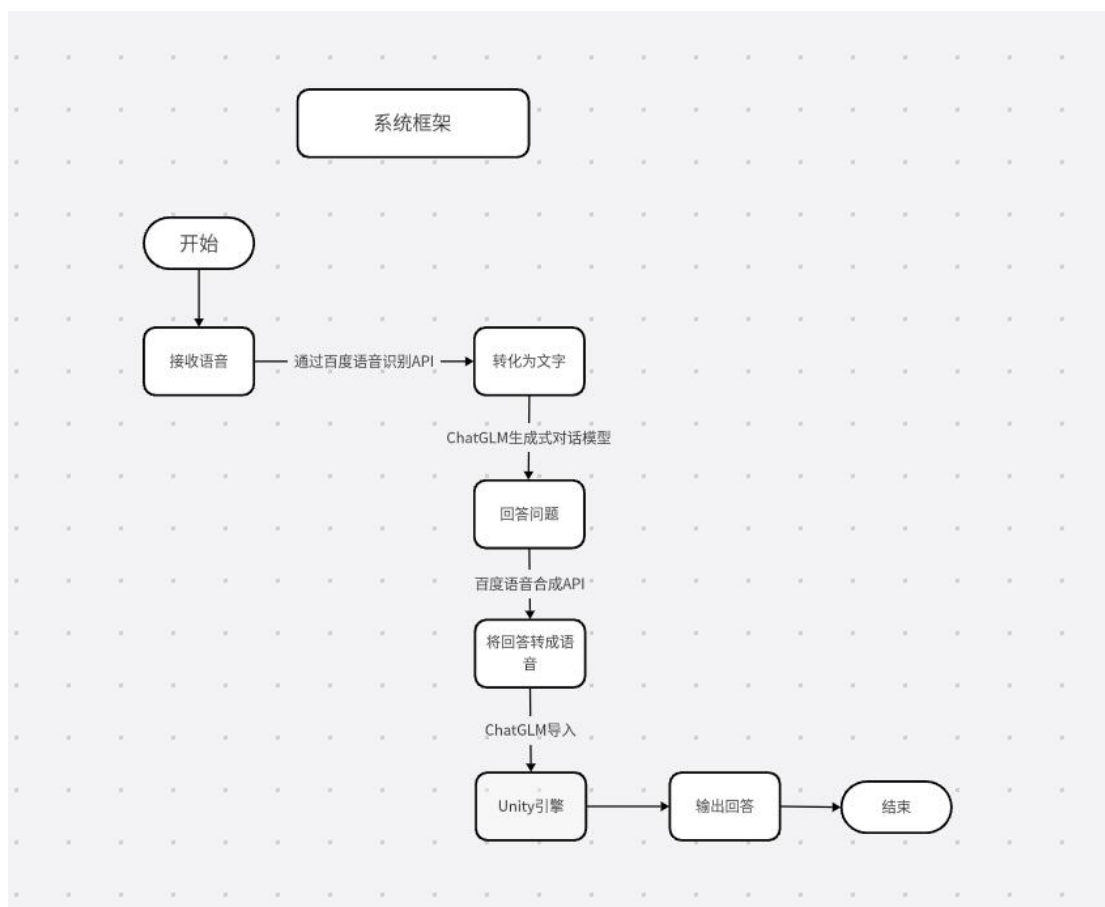 系统框架
开始
接收语音
通过百度语音识别API
转化为文字
ChatGLM生成式对话模型
回答问题
百度语音合成API
将回答转成语
音
ChatGLM导入
Unity引擎
输出回答
结束